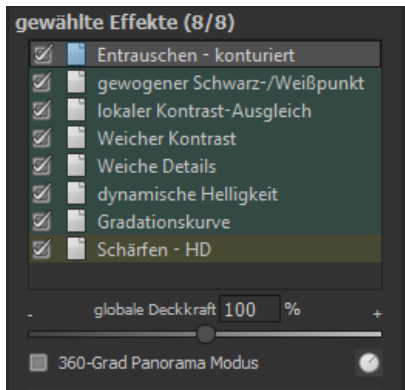 gewählte Effekte (8/8)
Entrauschen - konturiert
gewogener Schwarz-/Weißpunkt
lokaler Kontrast-Ausgleich
Weicher Kontrast
Weiche Details
dynamische Helligkeit
Gradationskurve
Schärfen - HD
- globale Deckkraft 100 % +
360-Grad Panorama Modus